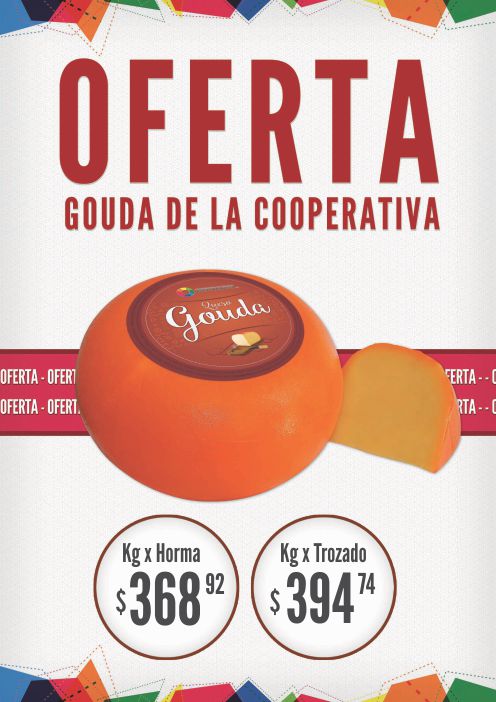 OFERTA
GOUDA DE LA COOPERATIVA
Queso
Gouda
OFERTA - OFERT
ERTA - - O
OFERTA - OFERT
RTA - - O
Kg x Horma
$368 92
Kg x Trozado
$394 74